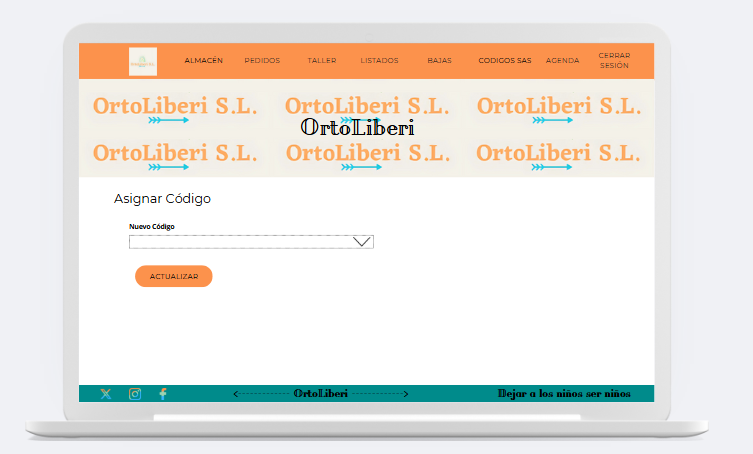 ALMACÉN PEDIDOS TALLER LISTADOS BAJAS CODIGOS SAS AGENDA CERRAR SESIÓN
OrtoLiberi S.L. OrtoLiberi S.L. OrtoLiberi S.L.
OrtoLiberi
OrtoLiberi S.L. OrtoLiberi S.L. OrtoLiberi S.L.
Asignar Código
Nuevo Código
ACTUALIZAR
OrtoLiberi Dejar a los niños ser niños